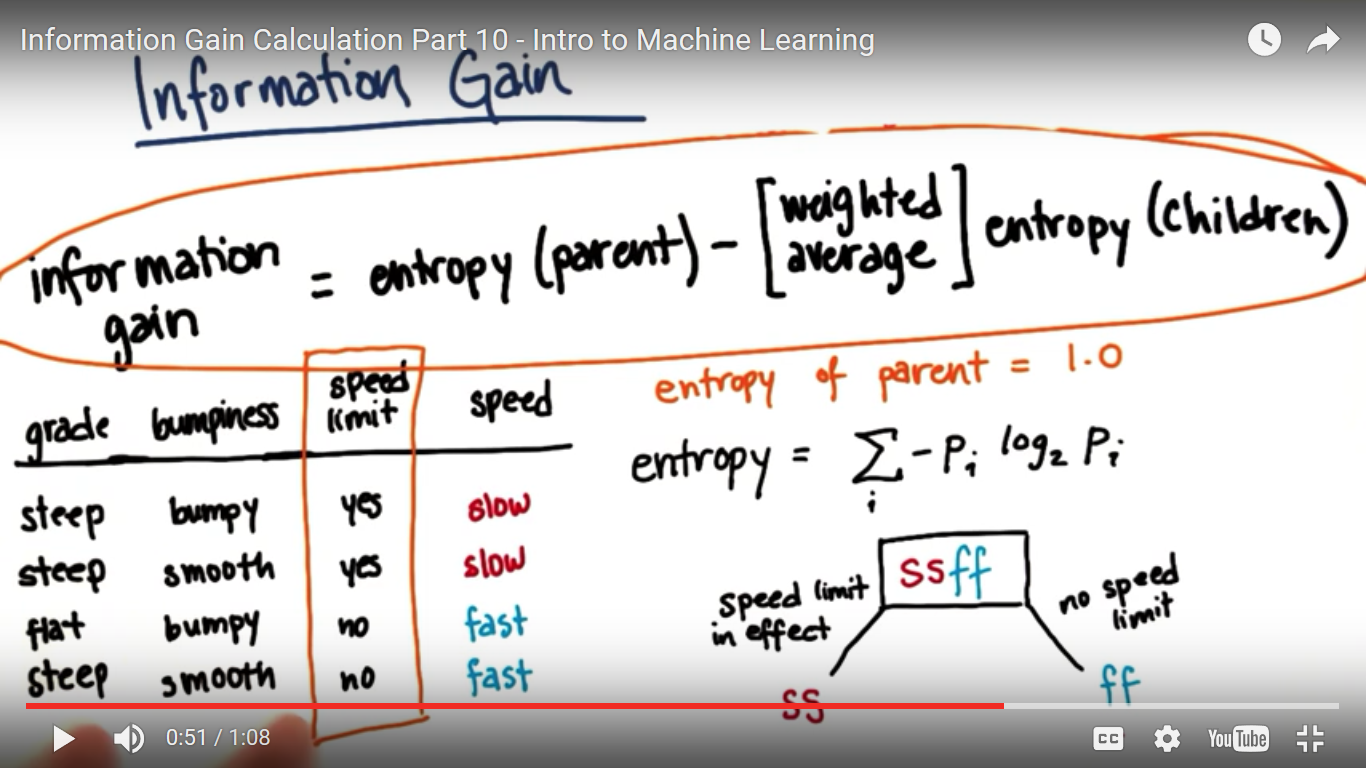 Information Gain Calculation Part 10 - Intro to Machine Learning
Information Gain
information gain = entropy (parent) - [weighted average] entropy (children)
grade bumpiness speed limit speed
steep bumpy yes slow
steep smooth yes slow
flat bumpy no fast
steep smooth no fast
entropy of parent = 1.0
entropy = ∑i - Pi log2 Pi
ssff
speed limit
in effect
no speed
limit
ss
ff
0:51 / 1:08
CC
YouTube